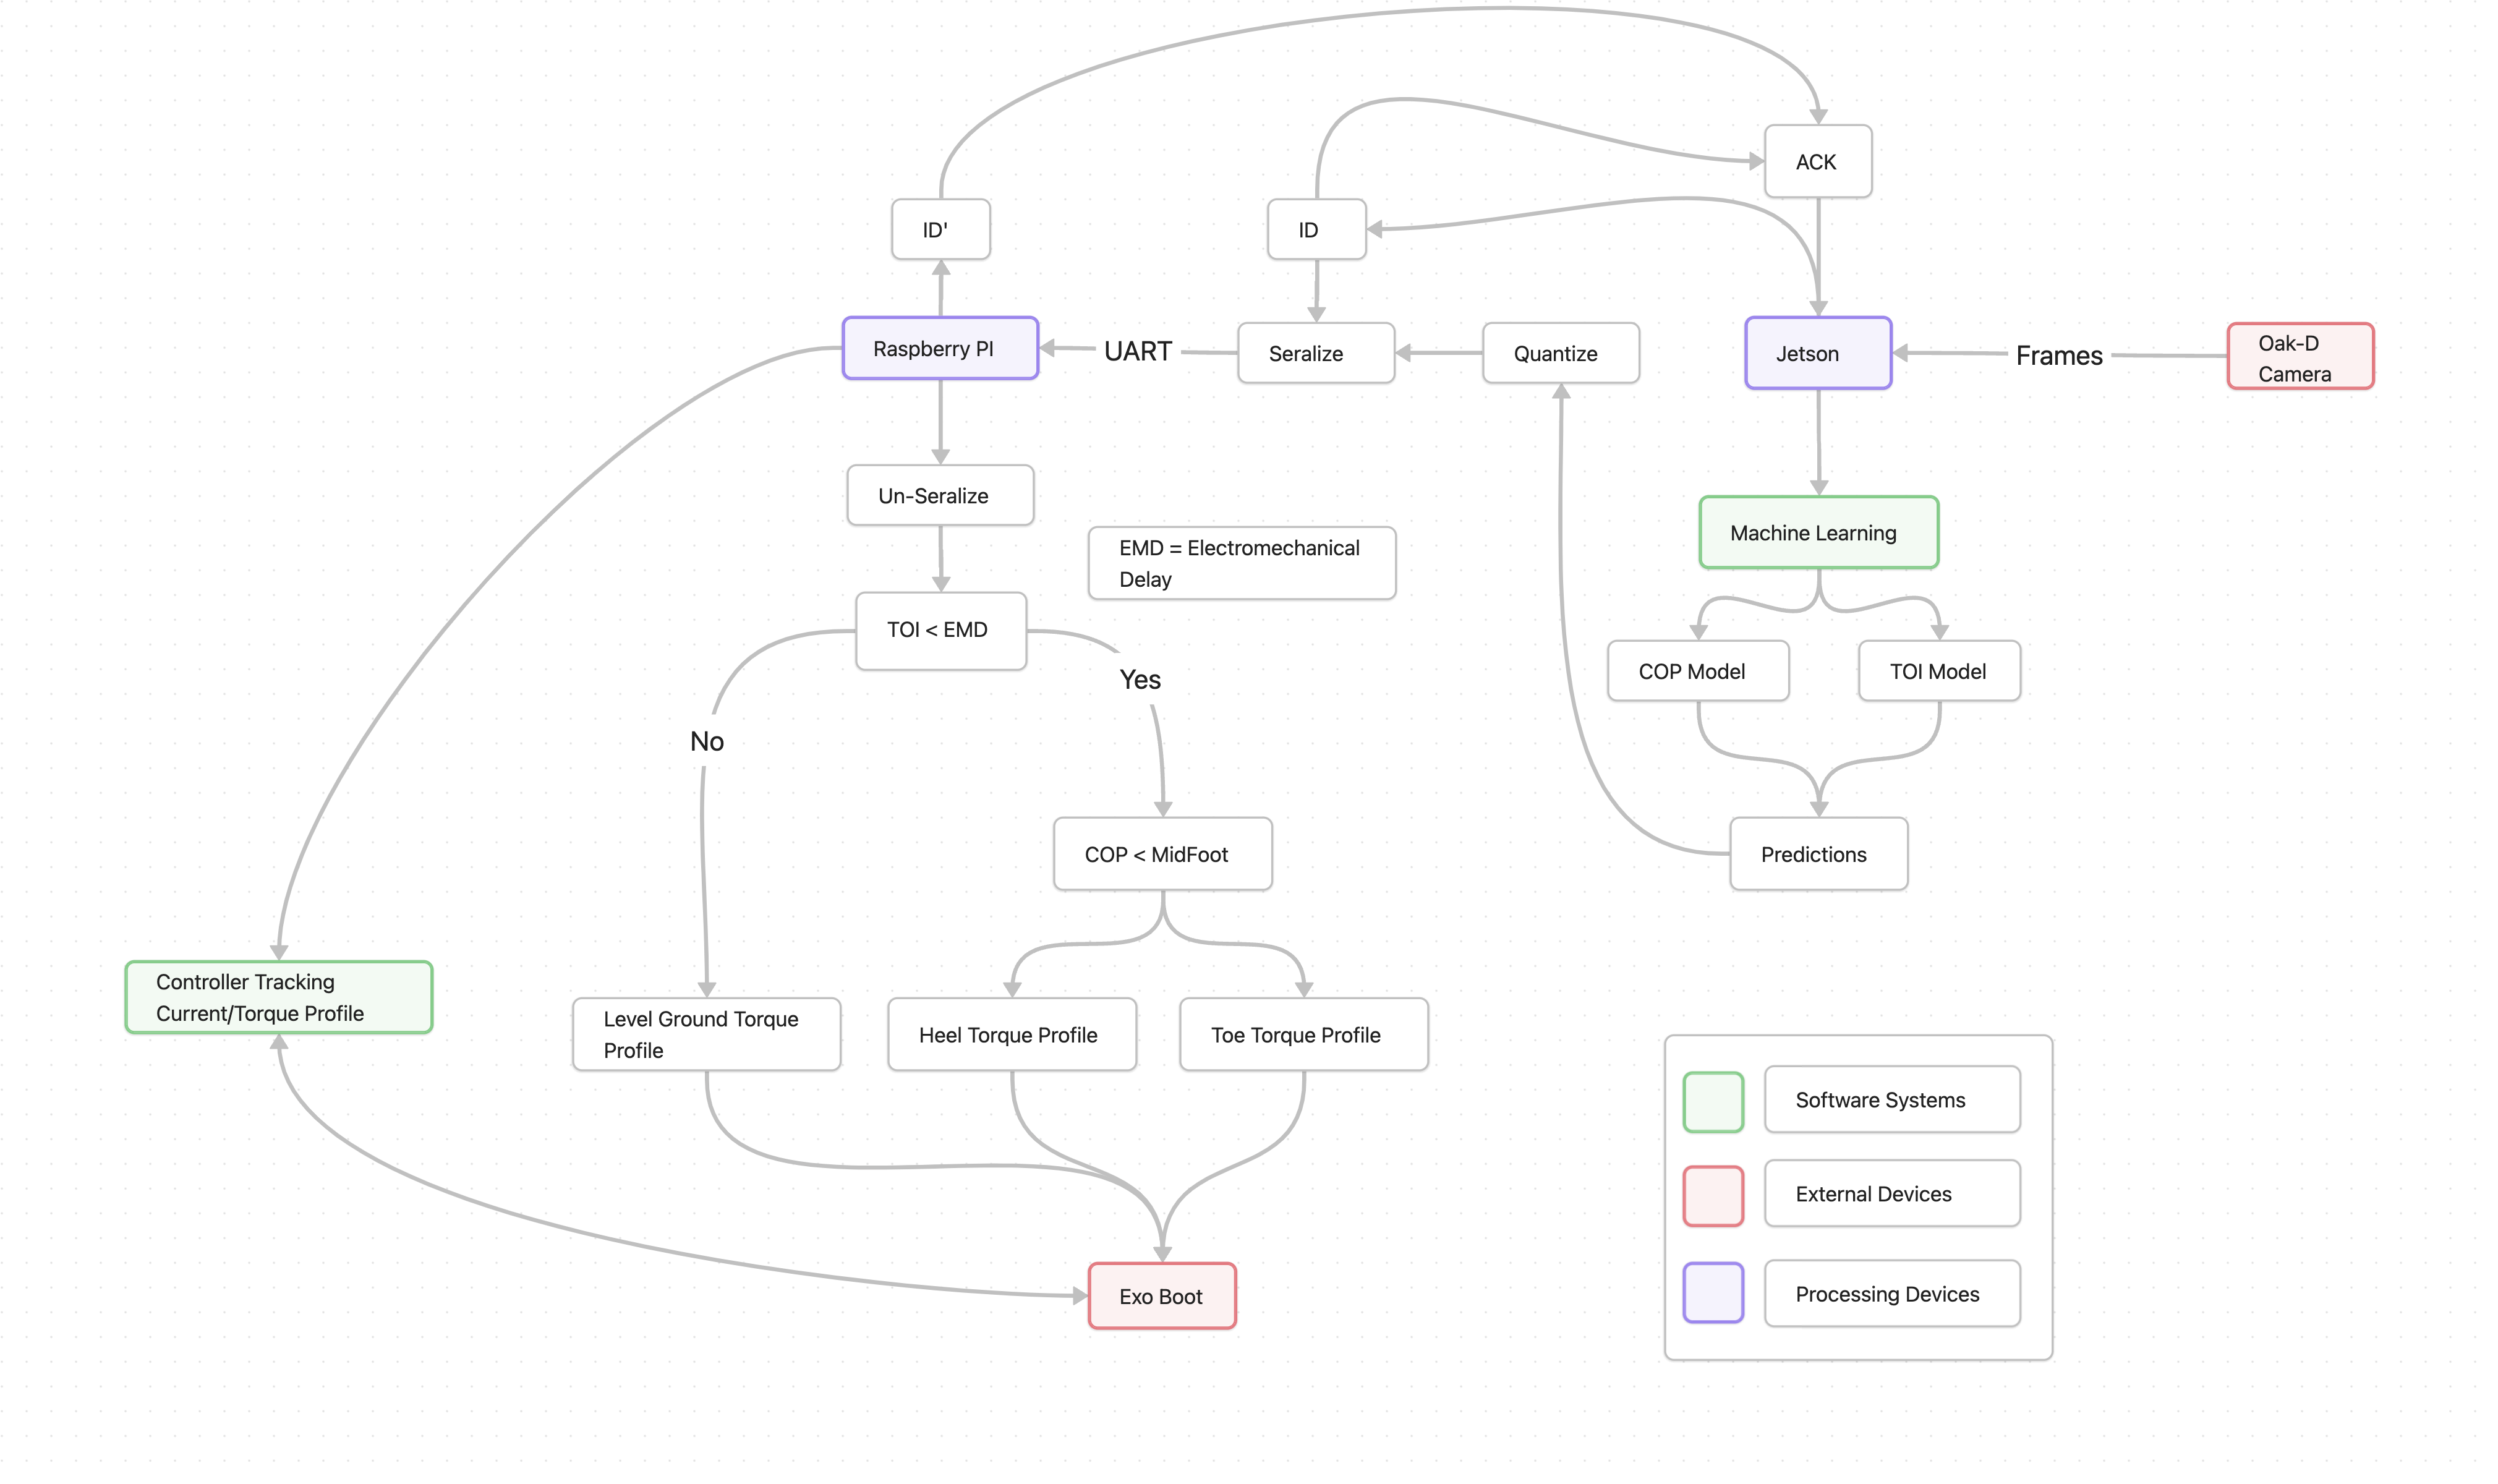 ACK
ID'
ID
Raspberry PI
UART
Seralize
Quantize
Jetson
Frames
Oak-D
Camera
Un-Seralize
EMD = Electromechanical
Delay
Machine Learning
TOI < EMD
Yes
No
COP Model
TOI Model
COP < MidFoot
Predictions
Controller Tracking
Current/Torque Profile
Level Ground Torque
Profile
Heel Torque Profile
Toe Torque Profile
Software Systems
External Devices
Processing Devices
Exo Boot